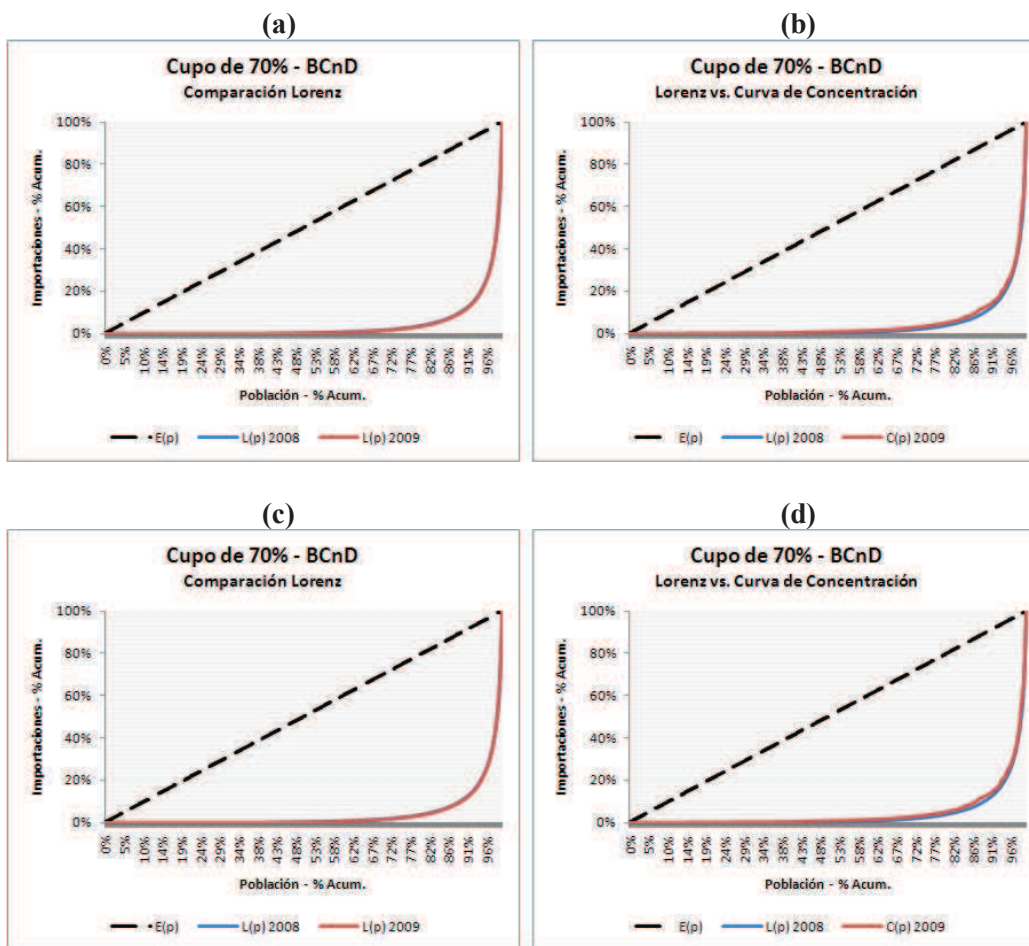 (a)
Cupo de 70% - BCnD
Comparación Lorenz
Importaciones - % Acum.
100%
80%
60%
40%
20%
0%
0% 5% 10% 14% 19% 24% 29% 34% 38% 43% 48% 53% 58% 62% 67% 72% 77% 82% 86% 91% 96%
Población - % Acum.
E(p) L(p) 2008 L(p) 2009
(b)
Cupo de 70% - BCnD
Lorenz vs. Curva de Concentración
Importaciones - % Acum.
100%
80%
60%
40%
20%
0%
0% 5% 10% 14% 19% 24% 29% 34% 38% 43% 48% 53% 58% 62% 67% 72% 77% 82% 86% 91% 96%
Población - % Acum.
E(p) L(p) 2008 C(p) 2009
(c)
Cupo de 70% - BCnD
Comparación Lorenz
Importaciones - % Acum.
100%
80%
60%
40%
20%
0%
0% 5% 10% 14% 19% 24% 29% 34% 38% 43% 48% 53% 58% 62% 67% 72% 77% 82% 86% 91% 96%
Población - % Acum.
E(p) L(p) 2008 L(p) 2009
(d)
Cupo de 70% - BCnD
Lorenz vs. Curva de Concentración
Importaciones - % Acum.
100%
80%
60%
40%
20%
0%
0% 5% 10% 14% 19% 24% 29% 34% 38% 43% 48% 53% 58% 62% 67% 72% 77% 82% 86% 91% 96%
Población - % Acum.
E(p) L(p) 2008 C(p) 2009